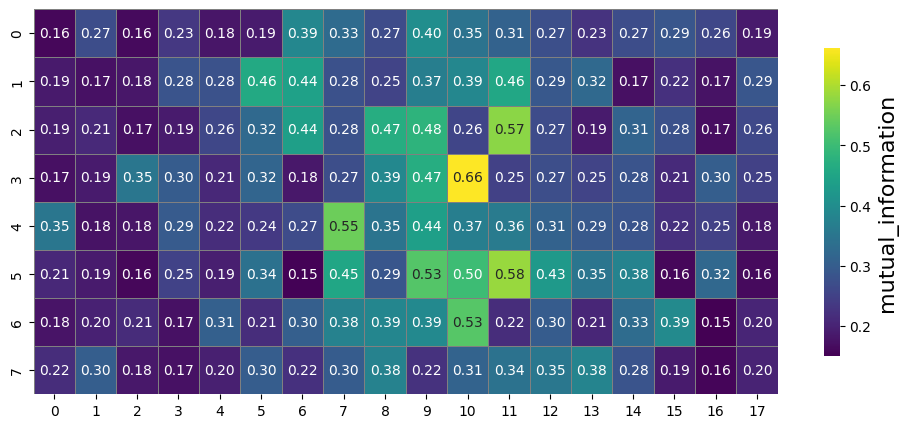 0 0.16 0.27 0.16 0.23 0.18 0.19 0.39 0.33 0.27 0.40 0.35 0.31 0.27 0.23 0.27 0.29 0.26 0.19
1 0.19 0.17 0.18 0.28 0.28 0.46 0.44 0.28 0.25 0.37 0.39 0.46 0.29 0.32 0.17 0.22 0.17 0.29
2 0.19 0.21 0.17 0.19 0.26 0.32 0.44 0.28 0.47 0.48 0.26 0.57 0.27 0.19 0.31 0.28 0.17 0.26
3 0.17 0.19 0.35 0.30 0.21 0.32 0.18 0.27 0.39 0.47 0.66 0.25 0.27 0.25 0.28 0.21 0.30 0.25
4 0.35 0.18 0.18 0.29 0.22 0.24 0.27 0.55 0.35 0.44 0.37 0.36 0.31 0.29 0.28 0.22 0.25 0.18
5 0.21 0.19 0.16 0.25 0.19 0.34 0.15 0.45 0.29 0.53 0.50 0.58 0.43 0.35 0.38 0.16 0.32 0.16
6 0.18 0.20 0.21 0.17 0.31 0.21 0.30 0.38 0.39 0.39 0.53 0.22 0.30 0.21 0.33 0.39 0.15 0.20
7 0.22 0.30 0.18 0.17 0.20 0.30 0.22 0.30 0.38 0.22 0.31 0.34 0.35 0.38 0.28 0.19 0.16 0.20
0 1 2 3 4 5 6 7 8 9 10 11 12 13 14 15 16 17
0.6
0.5
0.4
0.3
0.2
mutual_information